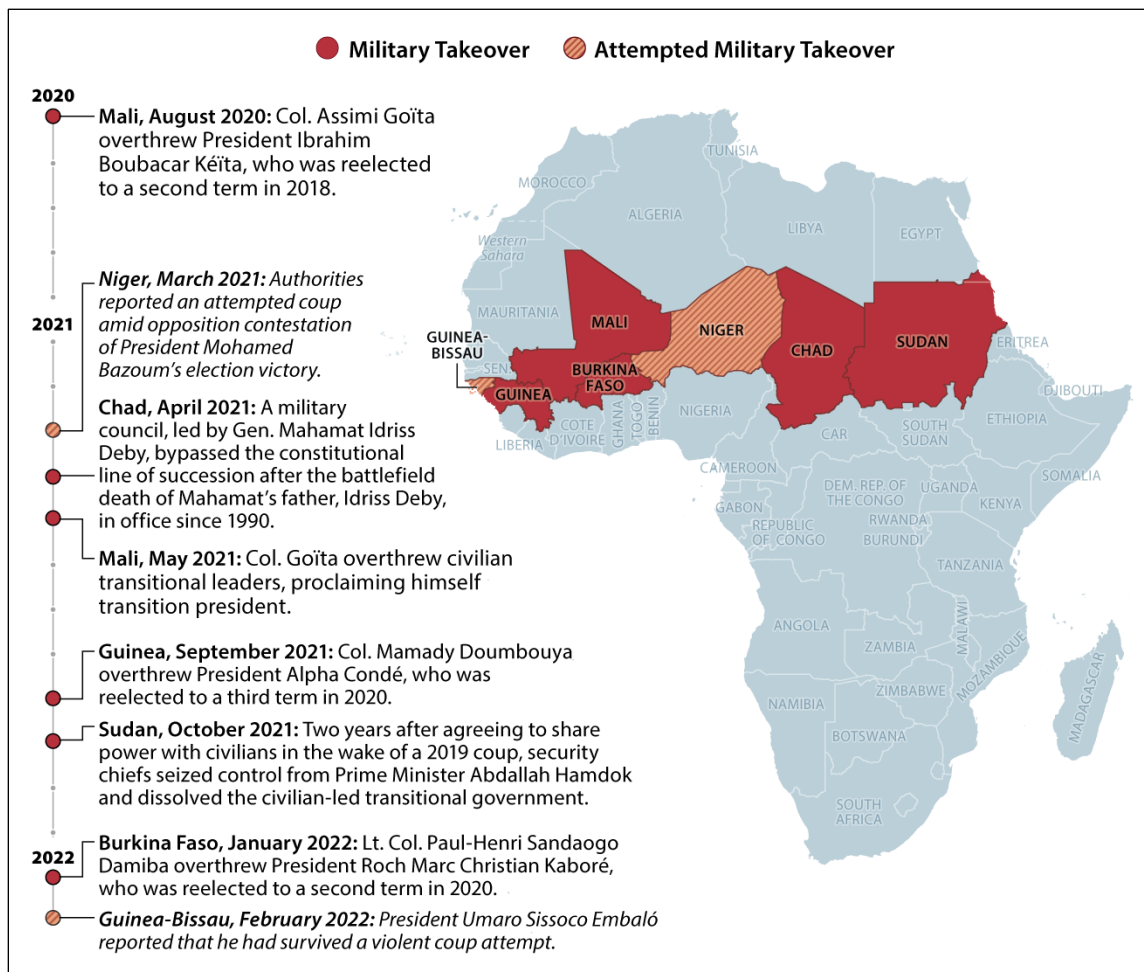 Military Takeover
Attempted Military Takeover
2020
Mali, August 2020: Col. Assimi Goïta
overthrew President Ibrahim
Boubacar Kéïta, who was reelected
to a second term in 2018.
Niger, March 2021: Authorities
reported an attempted coup
amid opposition contestation
of President Mohamed
Bazoum’s election victory.
2021
Chad, April 2021: A military
council, led by Gen. Mahamat Idriss
Deby, bypassed the constitutional
line of succession after the battlefield
death of Mahamat’s father, Idriss Deby,
in office since 1990.
Mali, May 2021: Col. Goïta overthrew civilian
transitional leaders, proclaiming himself
transition president.
Guinea, September 2021: Col. Mamady Doumbouya
overthrew President Alpha Condé, who was
reelected to a third term in 2020.
Sudan, October 2021: Two years after agreeing to share
power with civilians in the wake of a 2019 coup, security
chiefs seized control from Prime Minister Abdallah Hamdok
and dissolved the civilian-led transitional government.
2022
Burkina Faso, January 2022: Lt. Col. Paul-Henri Sandaogo
Damiba overthrew President Roch Marc Christian Kaboré,
who was reelected to a second term in 2020.
Guinea-Bissau, February 2022: President Umaro Sissoco Embaló
reported that he had survived a violent coup attempt.
TUNISIA
MOROCCO
ALGERIA
LIBYA
EGYPT
Western
Sahara
MAURITANIA
MALI
NIGER
CHAD
SUDAN
ERITREA
GUINEA-
BISSAU
SEN.
BURKINA
FASO
GUINEA
DJIBOUTI
LIBERIA
COTE
D’IVOIRE
GHANA
TOGO
BENIN
NIGERIA
CAR
SOUTH
SUDAN
ETHIOPIA
CAMEROON
SOMALIA
GABON
REPUBLIC
OF CONGO
DEM. REP. OF
THE CONGO
UGANDA
KENYA
RWANDA
BURUNDI
TANZANIA
ANGOLA
ZAMBIA
MALAWI
MOZAMBIQUE
ZIMBABWE
NAMIBIA
BOTSWANA
MADAGASCAR
SOUTH
AFRICA